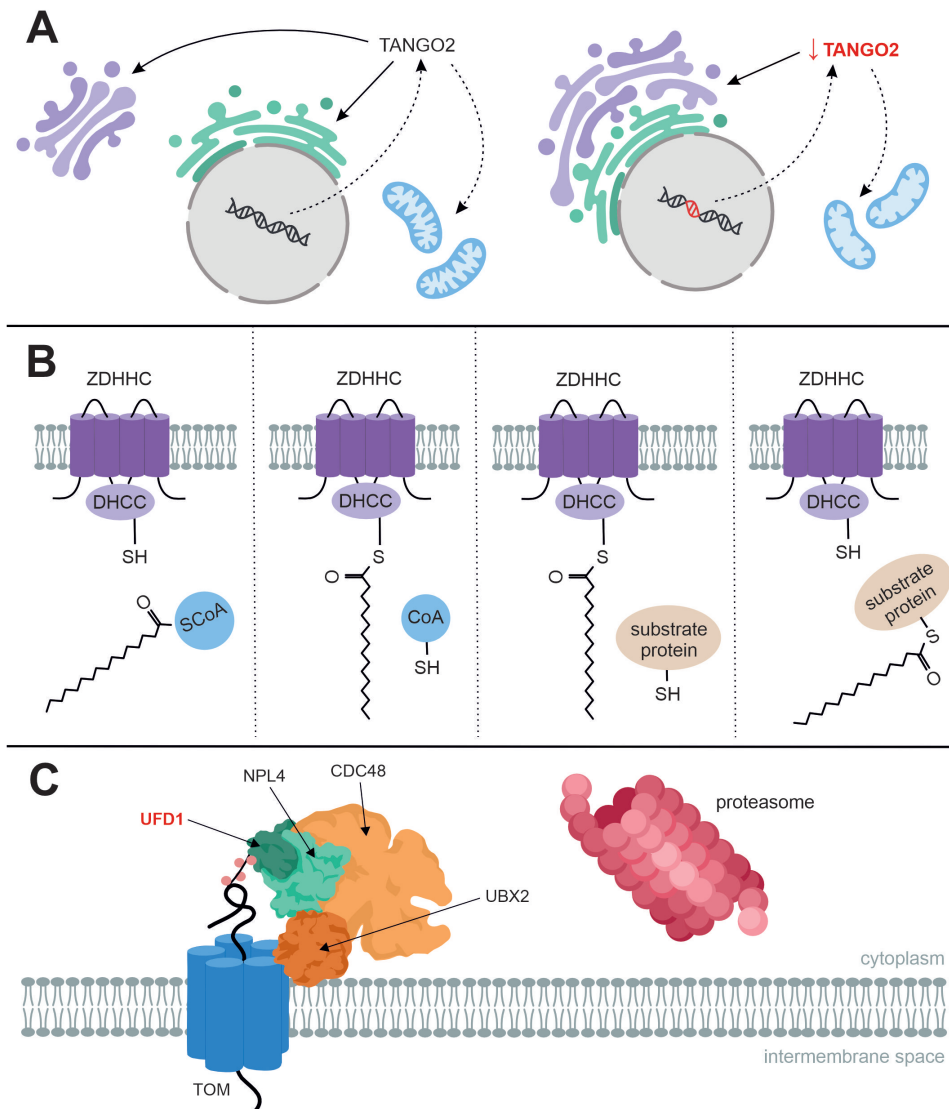 A
TANGO2
↓ TANGO2
B
ZDHHC
DHCC
SH
O
SCoA
ZDHHC
DHCC
S
O
CoA
SH
ZDHHC
DHCC
S
O
substrate
protein
SH
ZDHHC
DHCC
SH
substrate
protein
S
O
C
NPL4
CDC48
UFD1
UBX2
proteasome
cytoplasm
intermembrane space
TOM